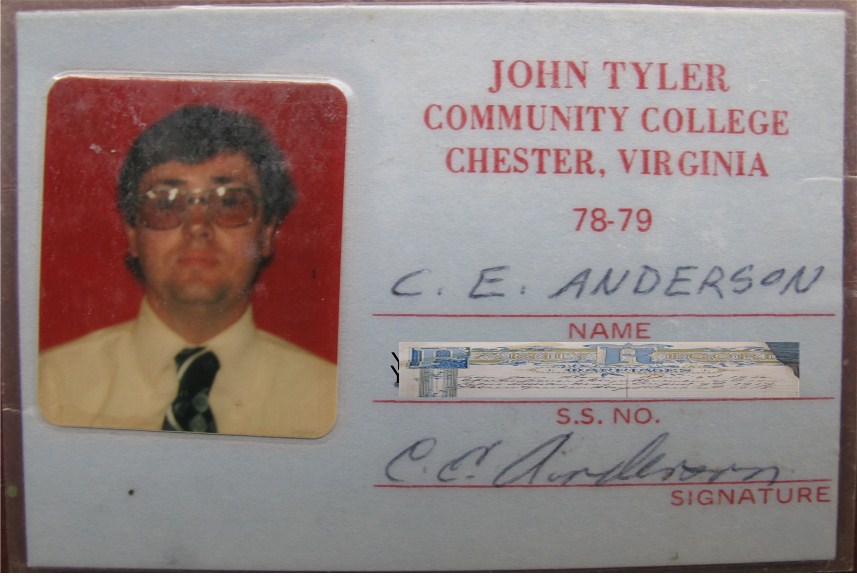 JOHN TYLER
COMMUNITY COLLEGE
CHESTER, VIRGINIA
78-79
C. E. ANDERSON
NAME
S.S. NO.
C. E. Anderson
SIGNATURE